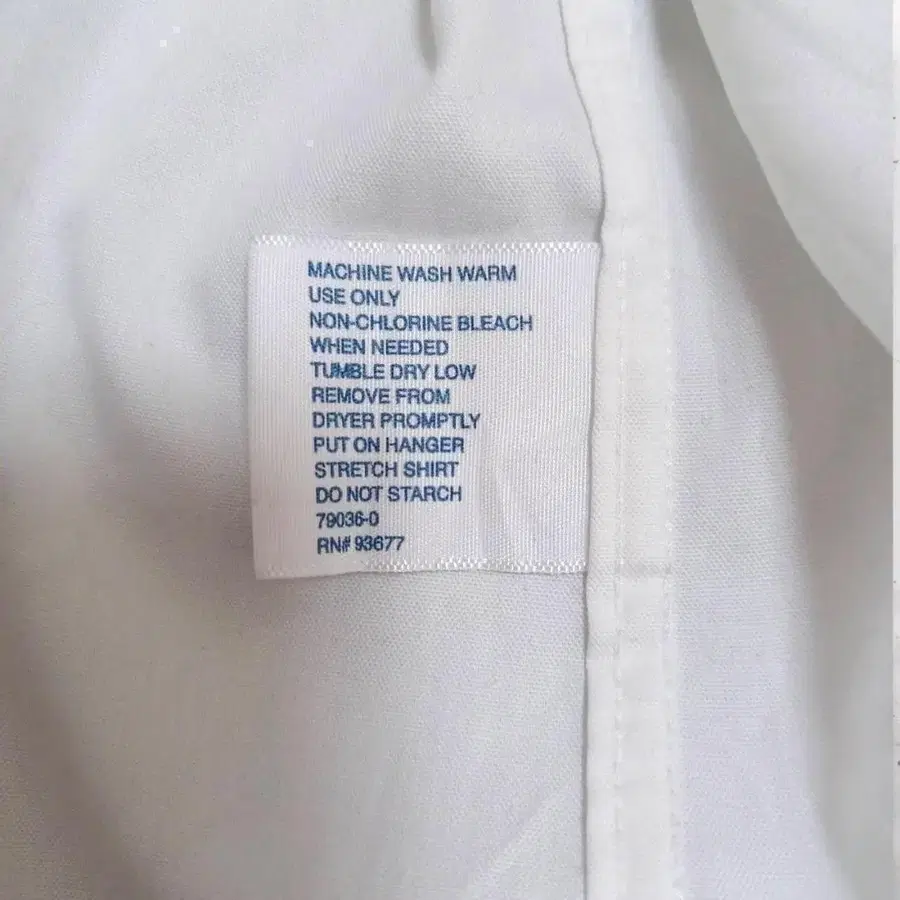 MACHINE WASH WARM
USE ONLY
NON-CHLORINE BLEACH
WHEN NEEDED
TUMBLE DRY LOW
REMOVE FROM
DRYER PROMPTLY
PUT ON HANGER
STRETCH SHIRT
DO NOT STARCH
79036-0
RN# 93677